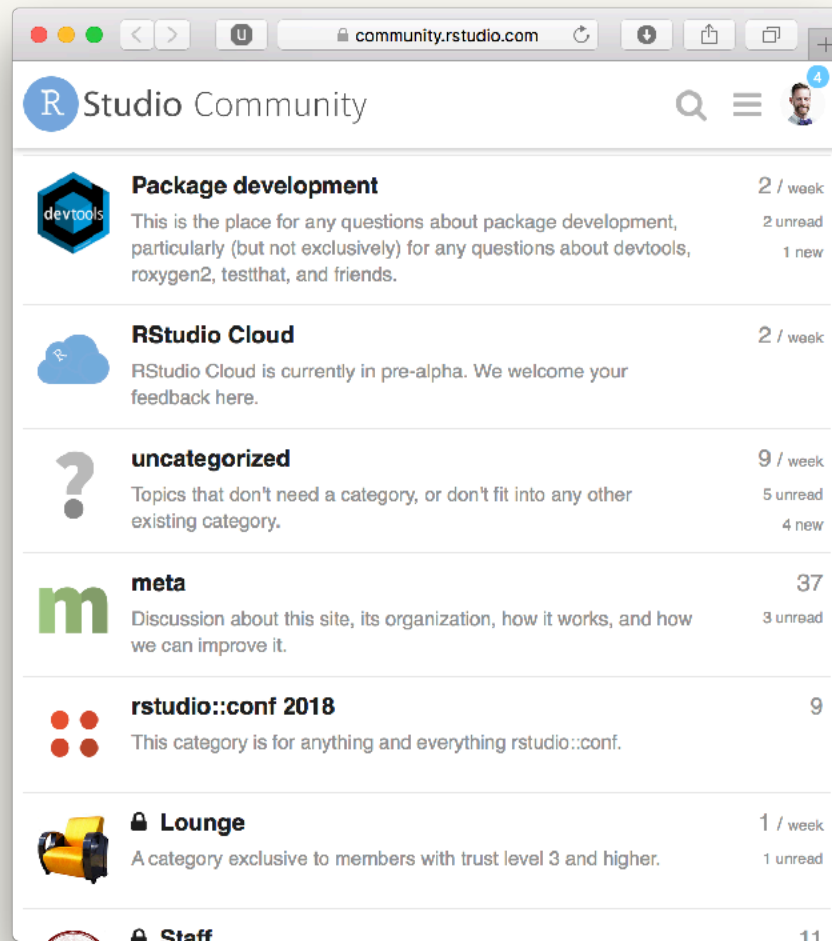 community.rstudio.com
4
R Studio Community
Package development
2 / week
devtools
This is the place for any questions about package development,
2 unread
particularly (but not exclusively) for any questions about devtools,
1 new
roxygen2, testthat, and friends.
RStudio Cloud
2 / week
R
RStudio Cloud is currently in pre-alpha. We welcome your
feedback here.
uncategorized
9 / week
?
Topics that don't need a category, or don't fit into any other
5 unread
existing category.
4 new
meta
37
m
Discussion about this site, its organization, how it works, and how
3 unread
we can improve it.
rstudio::conf 2018
9
This category is for anything and everything rstudio::conf.
Lounge
1 / week
A category exclusive to members with trust level 3 and higher.
1 unread
Staff
11